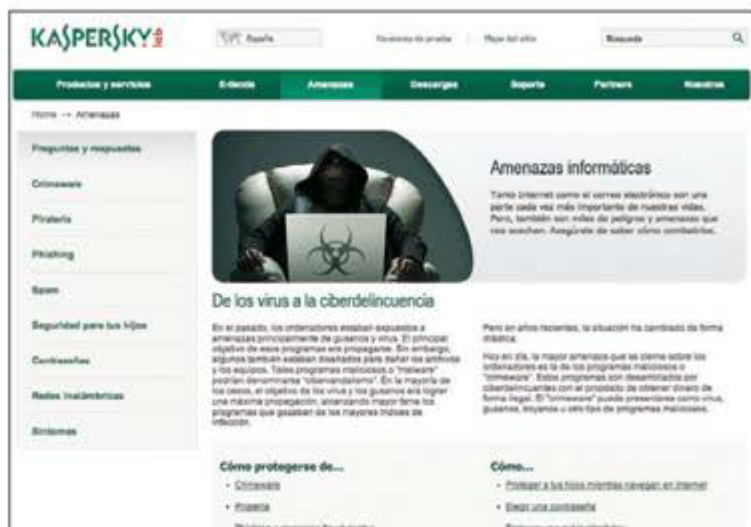 KASPERSKY lab
España
Mapa del sitio
Búsqueda
Productos y servicios
E-tienda
Amenazas
Descargas
Soporte
Partners
Nosotros
Home → Amenazas
Preguntas y respuestas
Crimeware
Piratería
Phishing
Spam
Seguridad para tus hijos
Contraseñas
Redes inalámbricas
Síntomas
Amenazas informáticas
Tanto Internet como el correo electrónico son una
parte cada vez más importante de nuestras vidas.
Pero, también son miles de peligros y amenazas que
nos acechan. Asegúrate de saber cómo combatirlos.
De los virus a la ciberdelincuencia
En el pasado, los ordenadores estaban expuestos a
amenazas principalmente de gusanos y virus. El principal
objetivo de esos programas era propagarse. Sin embargo,
algunos también estaban diseñados para dañar los archivos
y los equipos. Tales programas maliciosos o "malware"
podrían denominarse "cibervandalismo". En la mayoría de
los casos, el objetivo de los virus y los gusanos era lograr
una máxima propagación, alcanzando mayor fama los
programas que gozaban de los mayores índices de
infección.
Pero en años recientes, la situación ha cambiado de forma
drástica.
Hoy en día, la mayor amenaza que se cierne sobre los
ordenadores es la de los programas maliciosos o
"crimeware". Estos programas son desarrollados por
ciberdelincuentes con el propósito de obtener dinero de
forma ilegal. El "crimeware" puede presentarse como virus,
gusanos, troyanos u otro tipo de programas maliciosos.
Cómo protegerse de...
• Crimeware
• Piratería
Cómo...
• Proteger a tus hijos mientras navegan en internet
• Elegir una contraseña